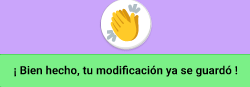 ¡ Bien hecho, tu modificación ya se guardó !